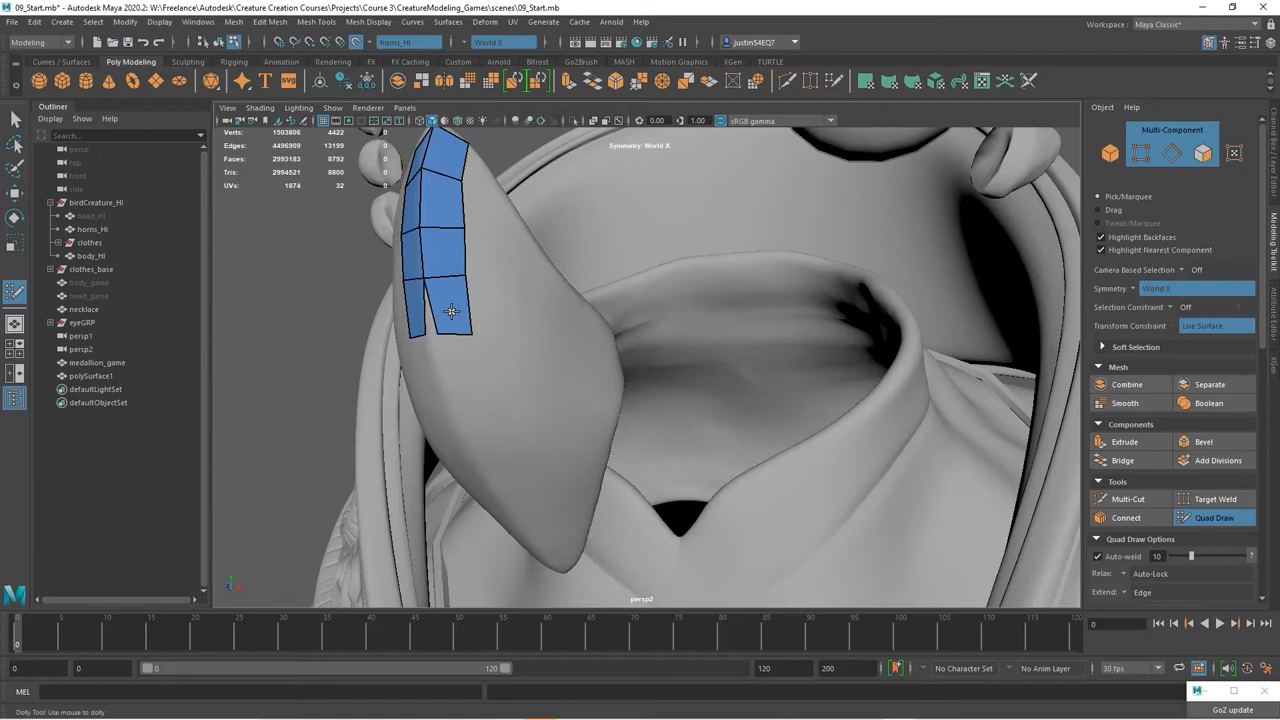 09_Start.mb* - Autodesk Maya 2020.2: W:\Freelance\Creature Creation Courses\Projects\Course 3\CreatureModeling_Games\scenes\09_Start.mb
File Edit Create Select Modify Display Windows Mesh Edit Mesh Mesh Tools Mesh Display Curves Surfaces Deform UV Generate Cache Arnold Help
Workspace : Maya Classic*
Modeling
horns_HI
World X
justin54EQ7
Curves / Surfaces Poly Modeling Sculpting Rigging Animation Rendering FX FX Caching Custom Arnold Bifrost GoZBrush MASH Motion Graphics XGen TURTLE
Outliner
Display Show Help
Search...
persp
top
front
side
birdCreature_HI
head_HI
horns_HI
clothes
body_HI
clothes_base
body_game
head_game
necklace
eyeGRP
persp1
persp2
medallion_game
polySurface1
defaultLightSet
defaultObjectSet
View Shading Lighting Show Renderer Panels
0.00
1.00
sRGB gamma
Verts: 1503806 4422 0
Edges: 4496909 13199 0
Faces: 2993183 8792 0
Tris: 2994521 8800 0
UVs: 1874 32 0
Symmetry: World X
persp2
Object Help
Multi-Component
Pick/Marquee
Drag
Tweak/Marquee
Highlight Backfaces
Highlight Nearest Component
Camera Based Selection Off
Symmetry World X
Selection Constraint Off
Transform Constraint Live Surface
Soft Selection
Mesh
Combine Separate
Smooth Boolean
Components
Extrude Bevel
Bridge Add Divisions
Tools
Multi-Cut Target Weld
Connect Quad Draw
Quad Draw Options
Auto-weld 10
?
Relax: Auto-Lock
Extend: Edge
Modeling Toolkit
XGen
0 5 10 15 20 25 30 35 40 45 50 55 60 65 70 75 80 85 90 95 100 105 110 115 120
0
0
0 0 0 120 120 200
No Character Set
No Anim Layer
30 fps
MEL
Dolly Tool: Use mouse to dolly
GoZ update